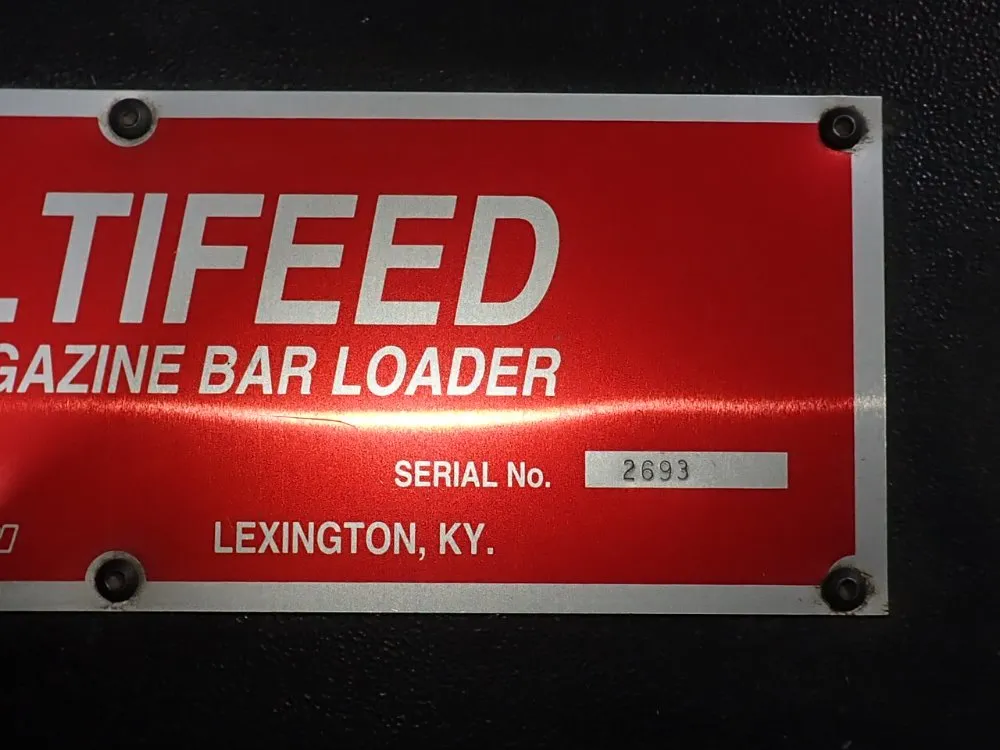 LTIFEED
GAZINE BAR LOADER
SERIAL No. 2693
LEXINGTON, KY.